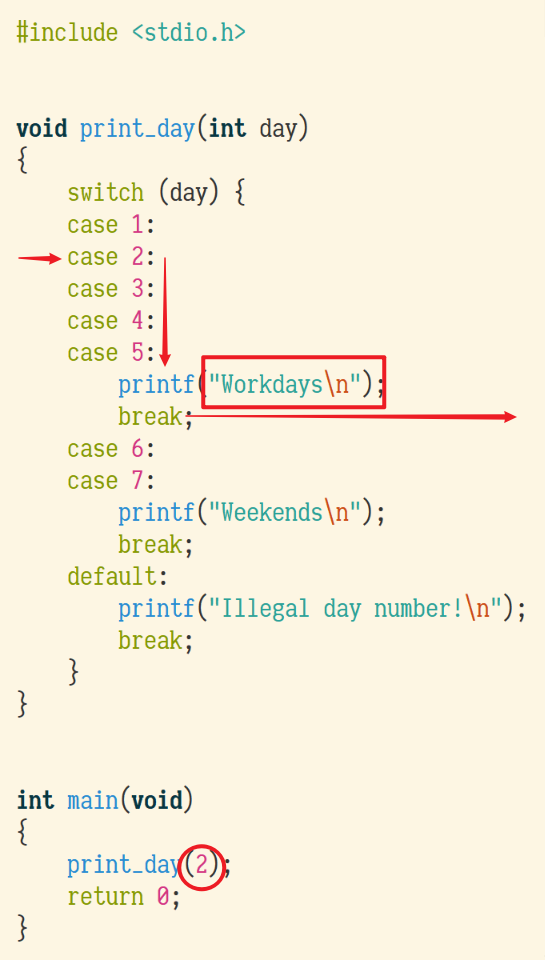 #include <stdio.h>
void print_day(int day)
{
    switch (day) {
    case 1:
    case 2:
    case 3:
    case 4:
    case 5:
        printf("Workdays\n");
        break;
    case 6:
    case 7:
        printf("Weekends\n");
        break;
    default:
        printf("Illegal day number!\n");
        break;
    }
}
int main(void)
{
    print_day(2);
    return 0;
}